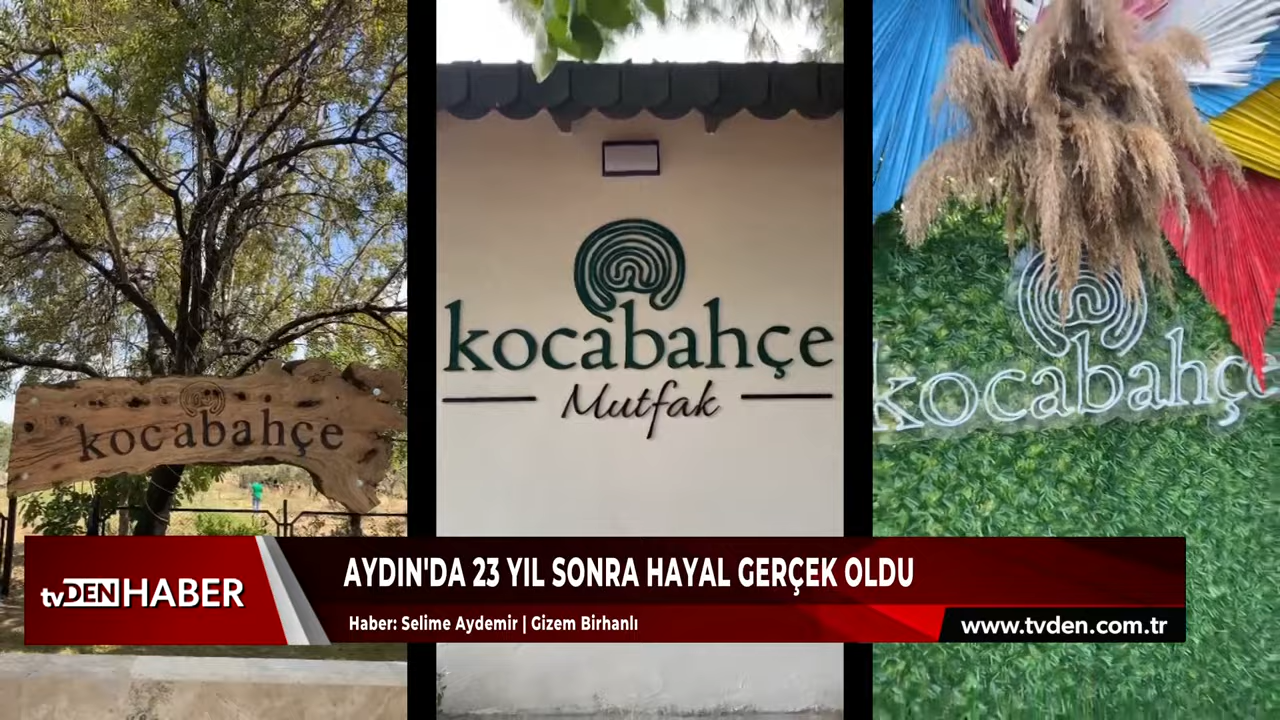 kocabahçe
kocabahçe
Mutfak
kocabahçe
tvDEN HABER
AYDIN'DA 23 YIL SONRA HAYAL GERÇEK OLDU
Haber: Selime Aydemir | Gizem Birhanlı
www.tvden.com.tr